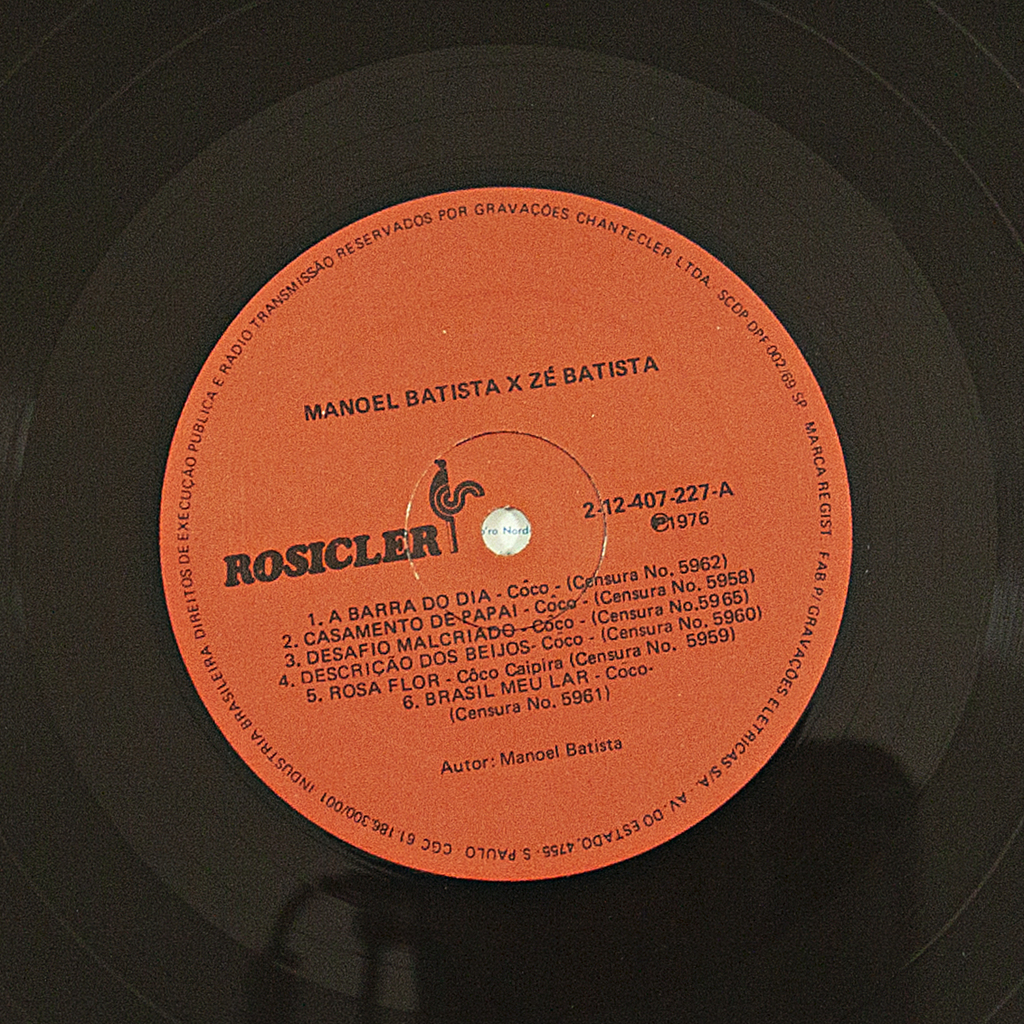 DIREITOS DE EXECUÇÃO PUBLICA E RADIO TRANSMISSÃO RESERVADOS POR GRAVAÇÕES CHANTECLER LTDA. SCDP-DPF 002/69 SP MARCA REGIST. FAB P/ GRAVAÇÕES ELETRICAS S/A. - AV. DO ESTADO, 4755 - S. PAULO - CGC 61.186.300/001 INDUSTRIA BRASILEIRA
MANOEL BATISTA X ZÉ BATISTA
2-12-407-227-A
℗1976
ROSICLER
1. A BARRA DO DIA - Côco - (Censura No. 5962)
2. CASAMENTO DE PAPAI - Côco - (Censura No. 5958)
3. DESAFIO MALCRIADO - Côco - (Censura No.5965)
4. DESCRIÇÃO DOS BEIJOS- Coco - (Censura No. 5960)
5. ROSA FLOR - Côco Caipira (Censura No. 5959)
6. BRASIL MEU LAR - Coco-
(Censura No. 5961)
Autor: Manoel Batista